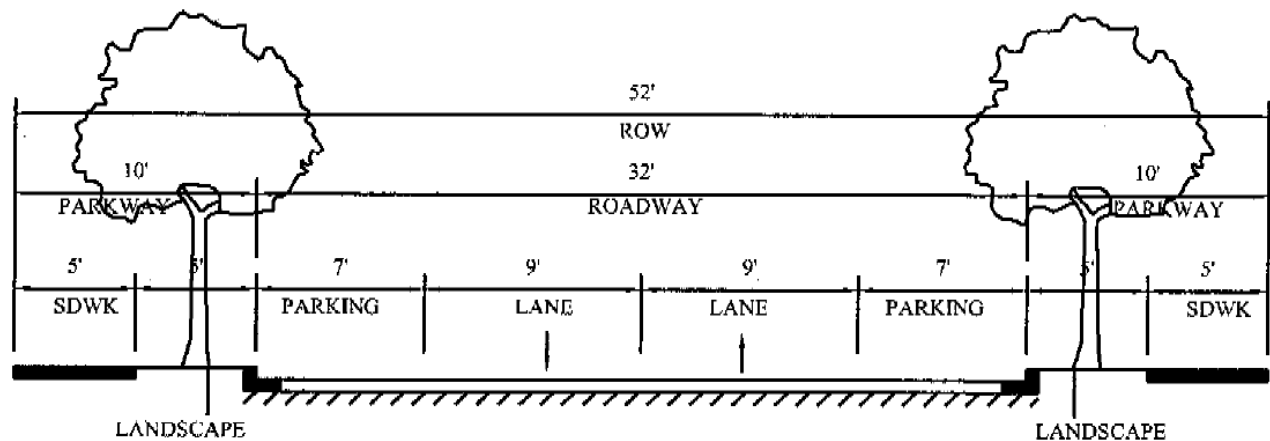 52'
ROW
10' 32' 10'
PARKWAY ROADWAY PARKWAY
5' 5' 7' 9' 9' 7' 5' 5'
SDWK PARKING LANE LANE PARKING SDWK
LANDSCAPE LANDSCAPE